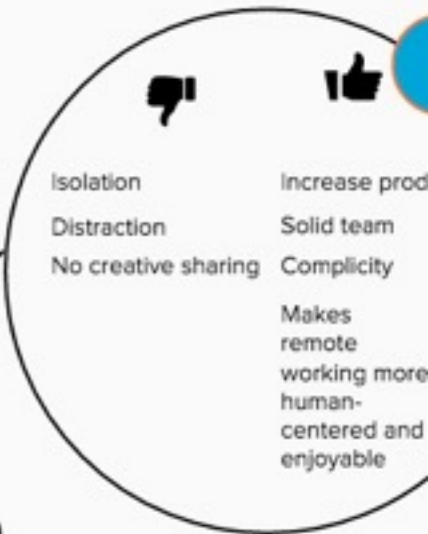 Isolation
Distraction
No creative sharing
Increase prod
Solid team
Complicity
Makes
remote
working more
human-
centered and
enjoyable